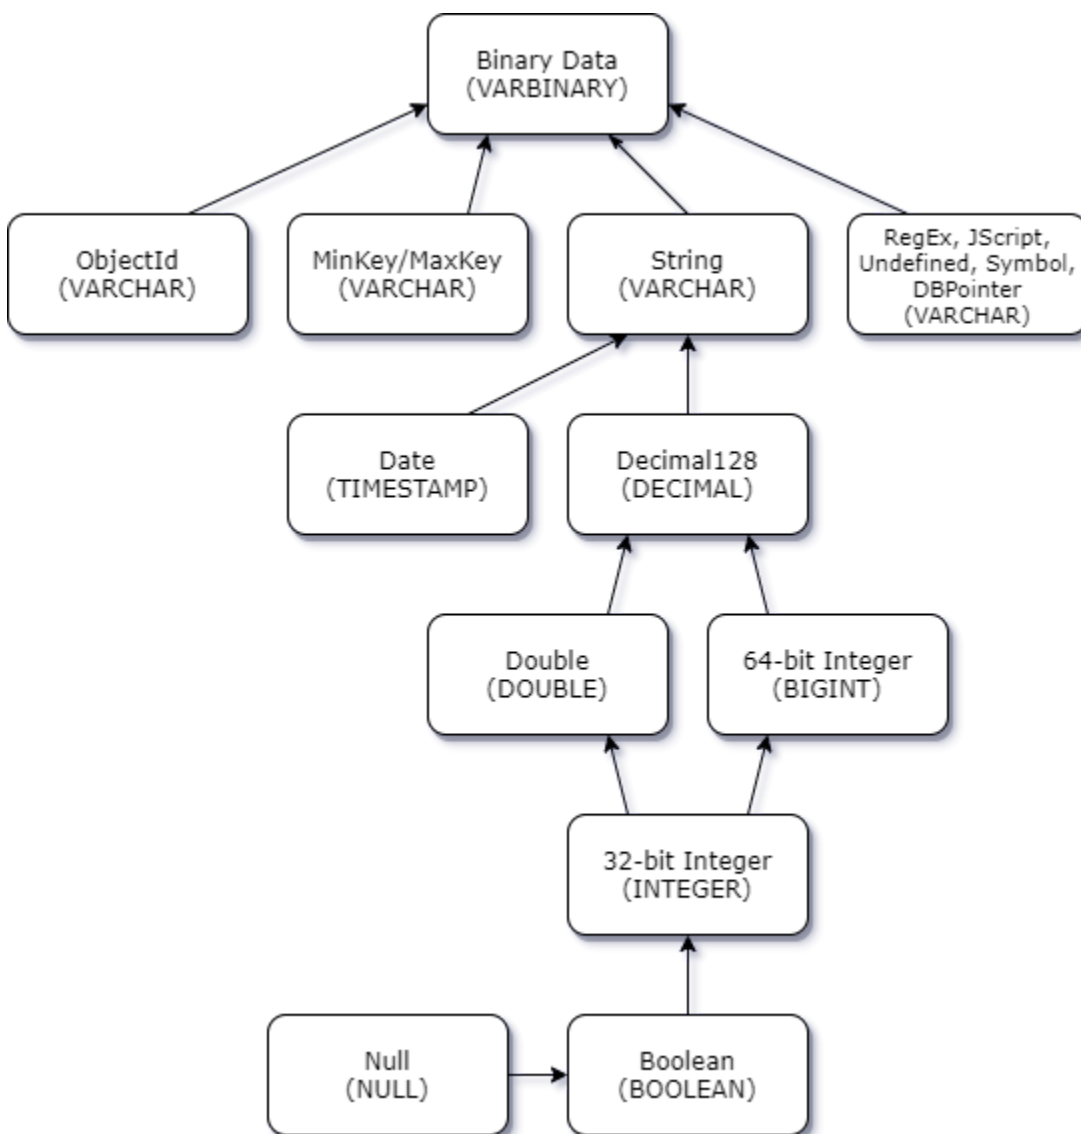 Binary Data
(VARBINARY)
ObjectId
(VARCHAR)
MinKey/MaxKey
(VARCHAR)
String
(VARCHAR)
RegEx, JScript,
Undefined, Symbol,
DBPointer
(VARCHAR)
Date
(TIMESTAMP)
Decimal128
(DECIMAL)
Double
(DOUBLE)
64-bit Integer
(BIGINT)
32-bit Integer
(INTEGER)
Null
(NULL)
Boolean
(BOOLEAN)